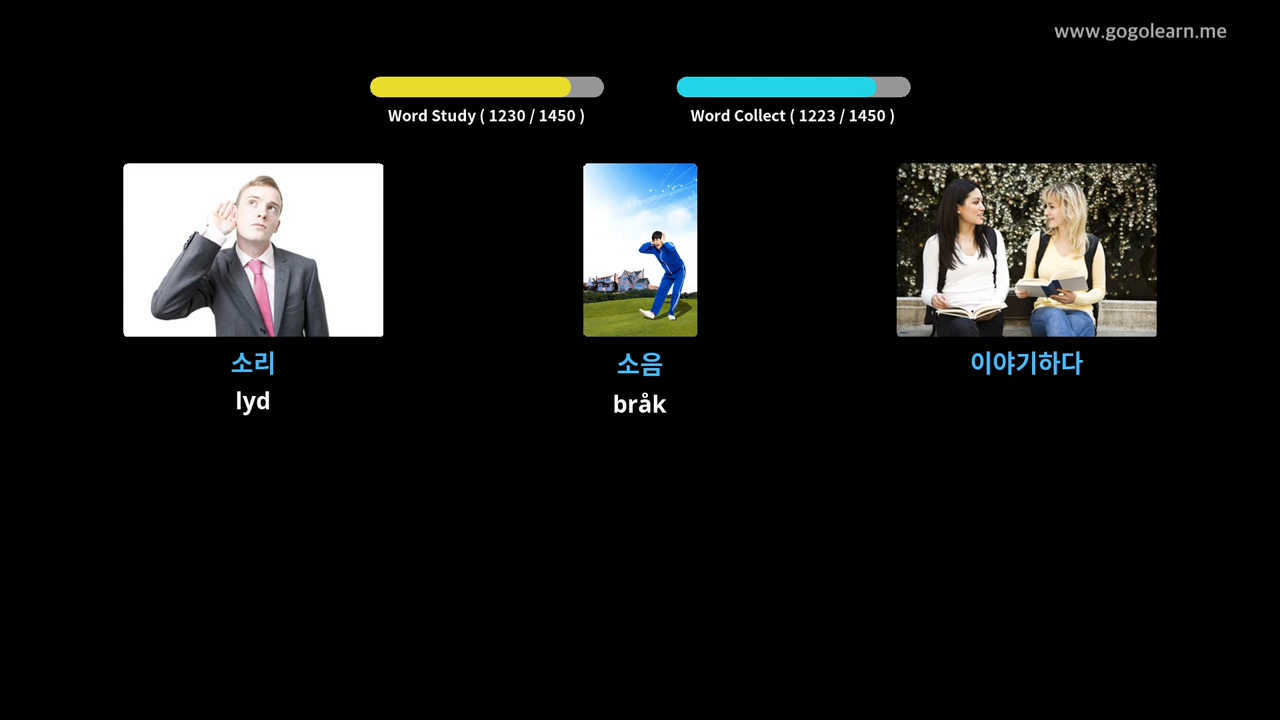 www.gogolearn.me
Word Study ( 1230 / 1450 )
Word Collect ( 1223 / 1450 )
소리
소음
이야기하다
lyd
bråk